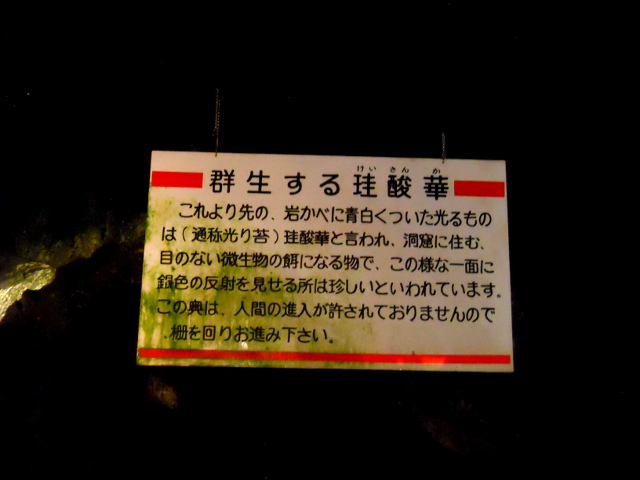 群生する珪酸華
けいさんか
これより先の、岩かべに青白くついた光るもの
は(通称光り苔)珪酸華と言われ、洞窟に住む、
目のない微生物の餌になる物で、この様な一面に
銀色の反射を見せる所は珍しいといわれています。
この奥は、人間の進入が許されておりませんので
柵を回りお進み下さい。